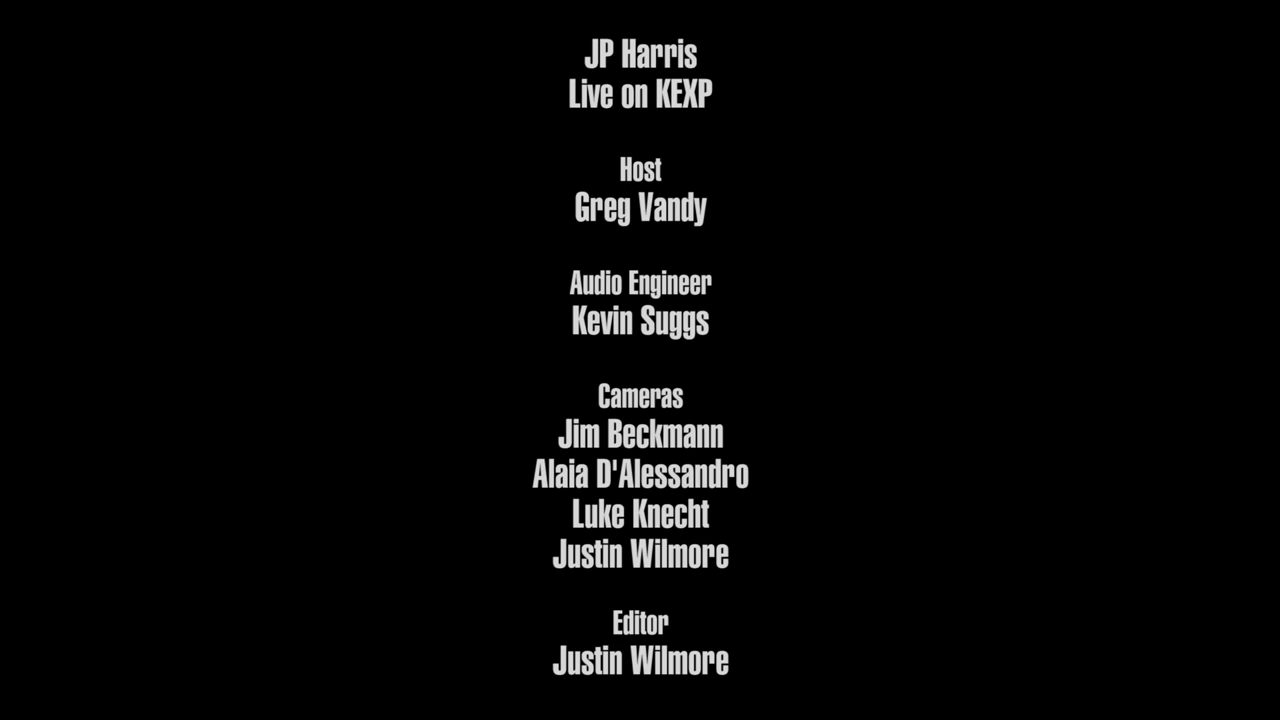 JP Harris
Live on KEXP
Host
Greg Vandy
Audio Engineer
Kevin Suggs
Cameras
Jim Beckmann
Alaia D'Alessandro
Luke Knecht
Justin Wilmore
Editor
Justin Wilmore